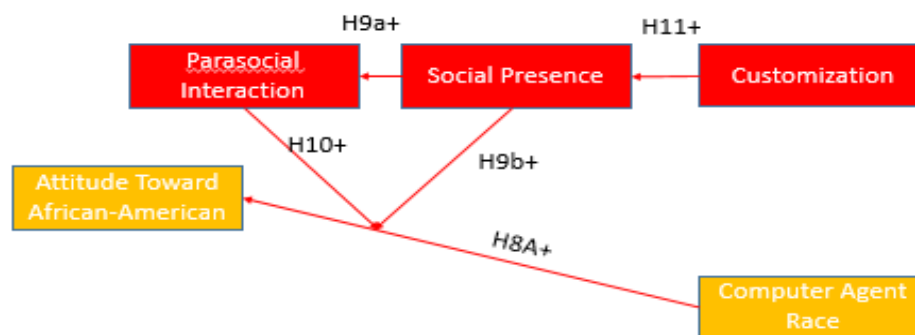 H9a+
H11+
Parasocial
Interaction
Social Presence
Customization
H10+
H9b+
Attitude Toward
African-American
H8A+
Computer Agent
Race